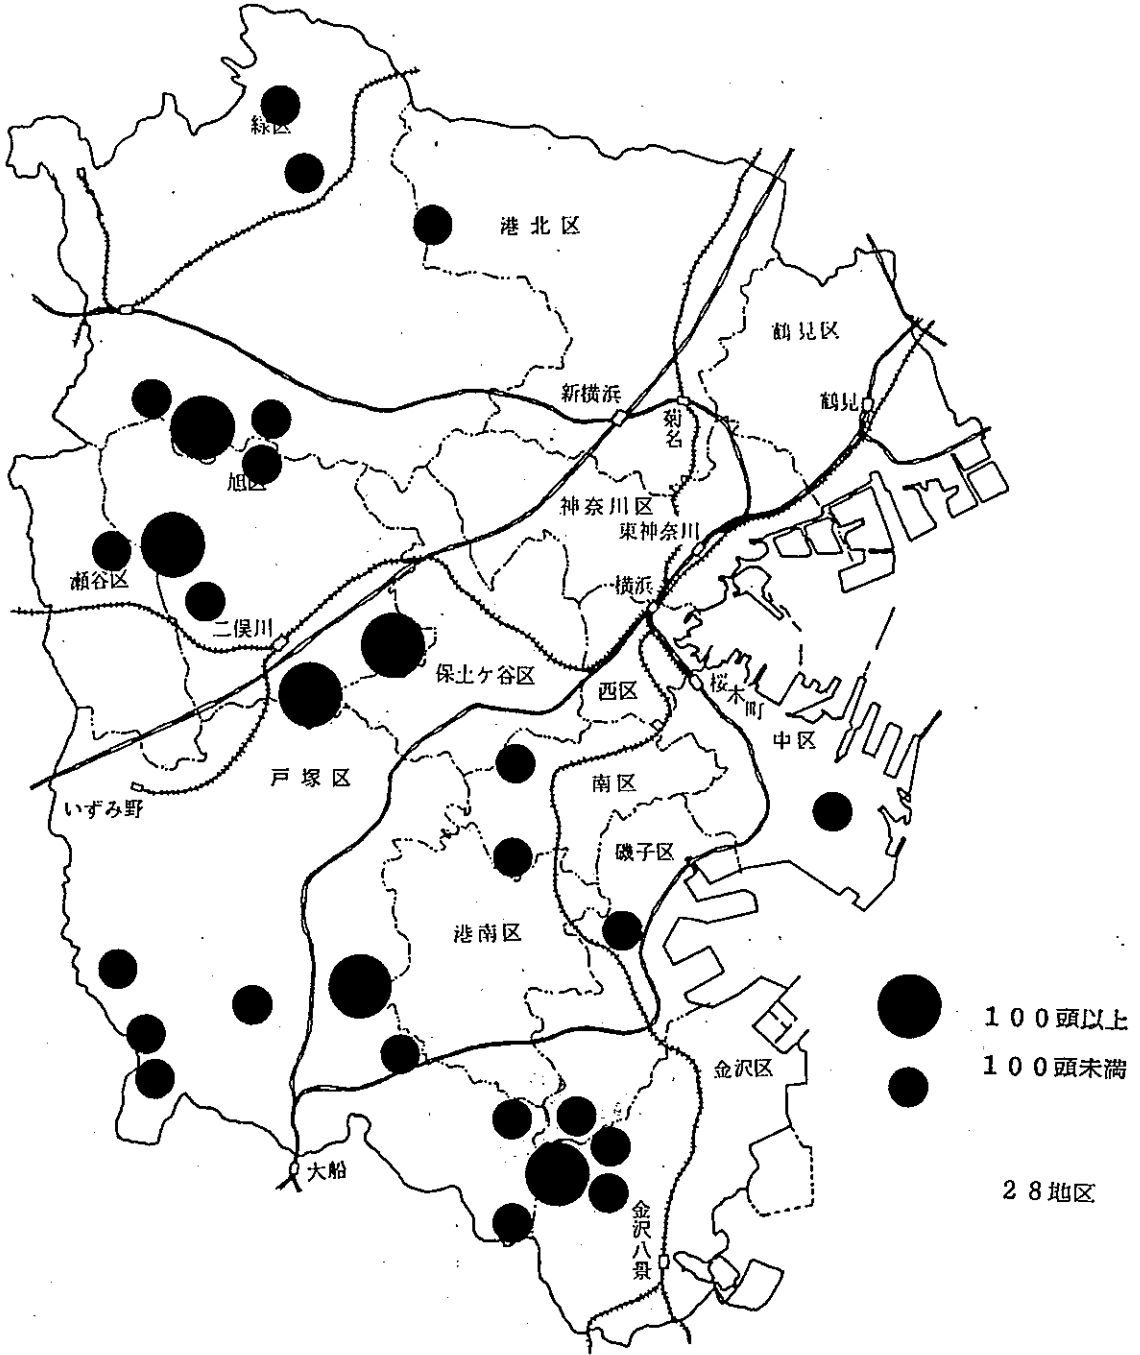 緑区
港北区
鶴見区
新横浜
菊名
鶴見
旭区
神奈川区
東神奈川
瀬谷区
横浜
二俣川
保土ケ谷区
西区
桜木町
中区
戸塚区
南区
いずみ野
磯子区
港南区
100頭以上
金沢区
100頭未満
大船
28地区
金沢八景